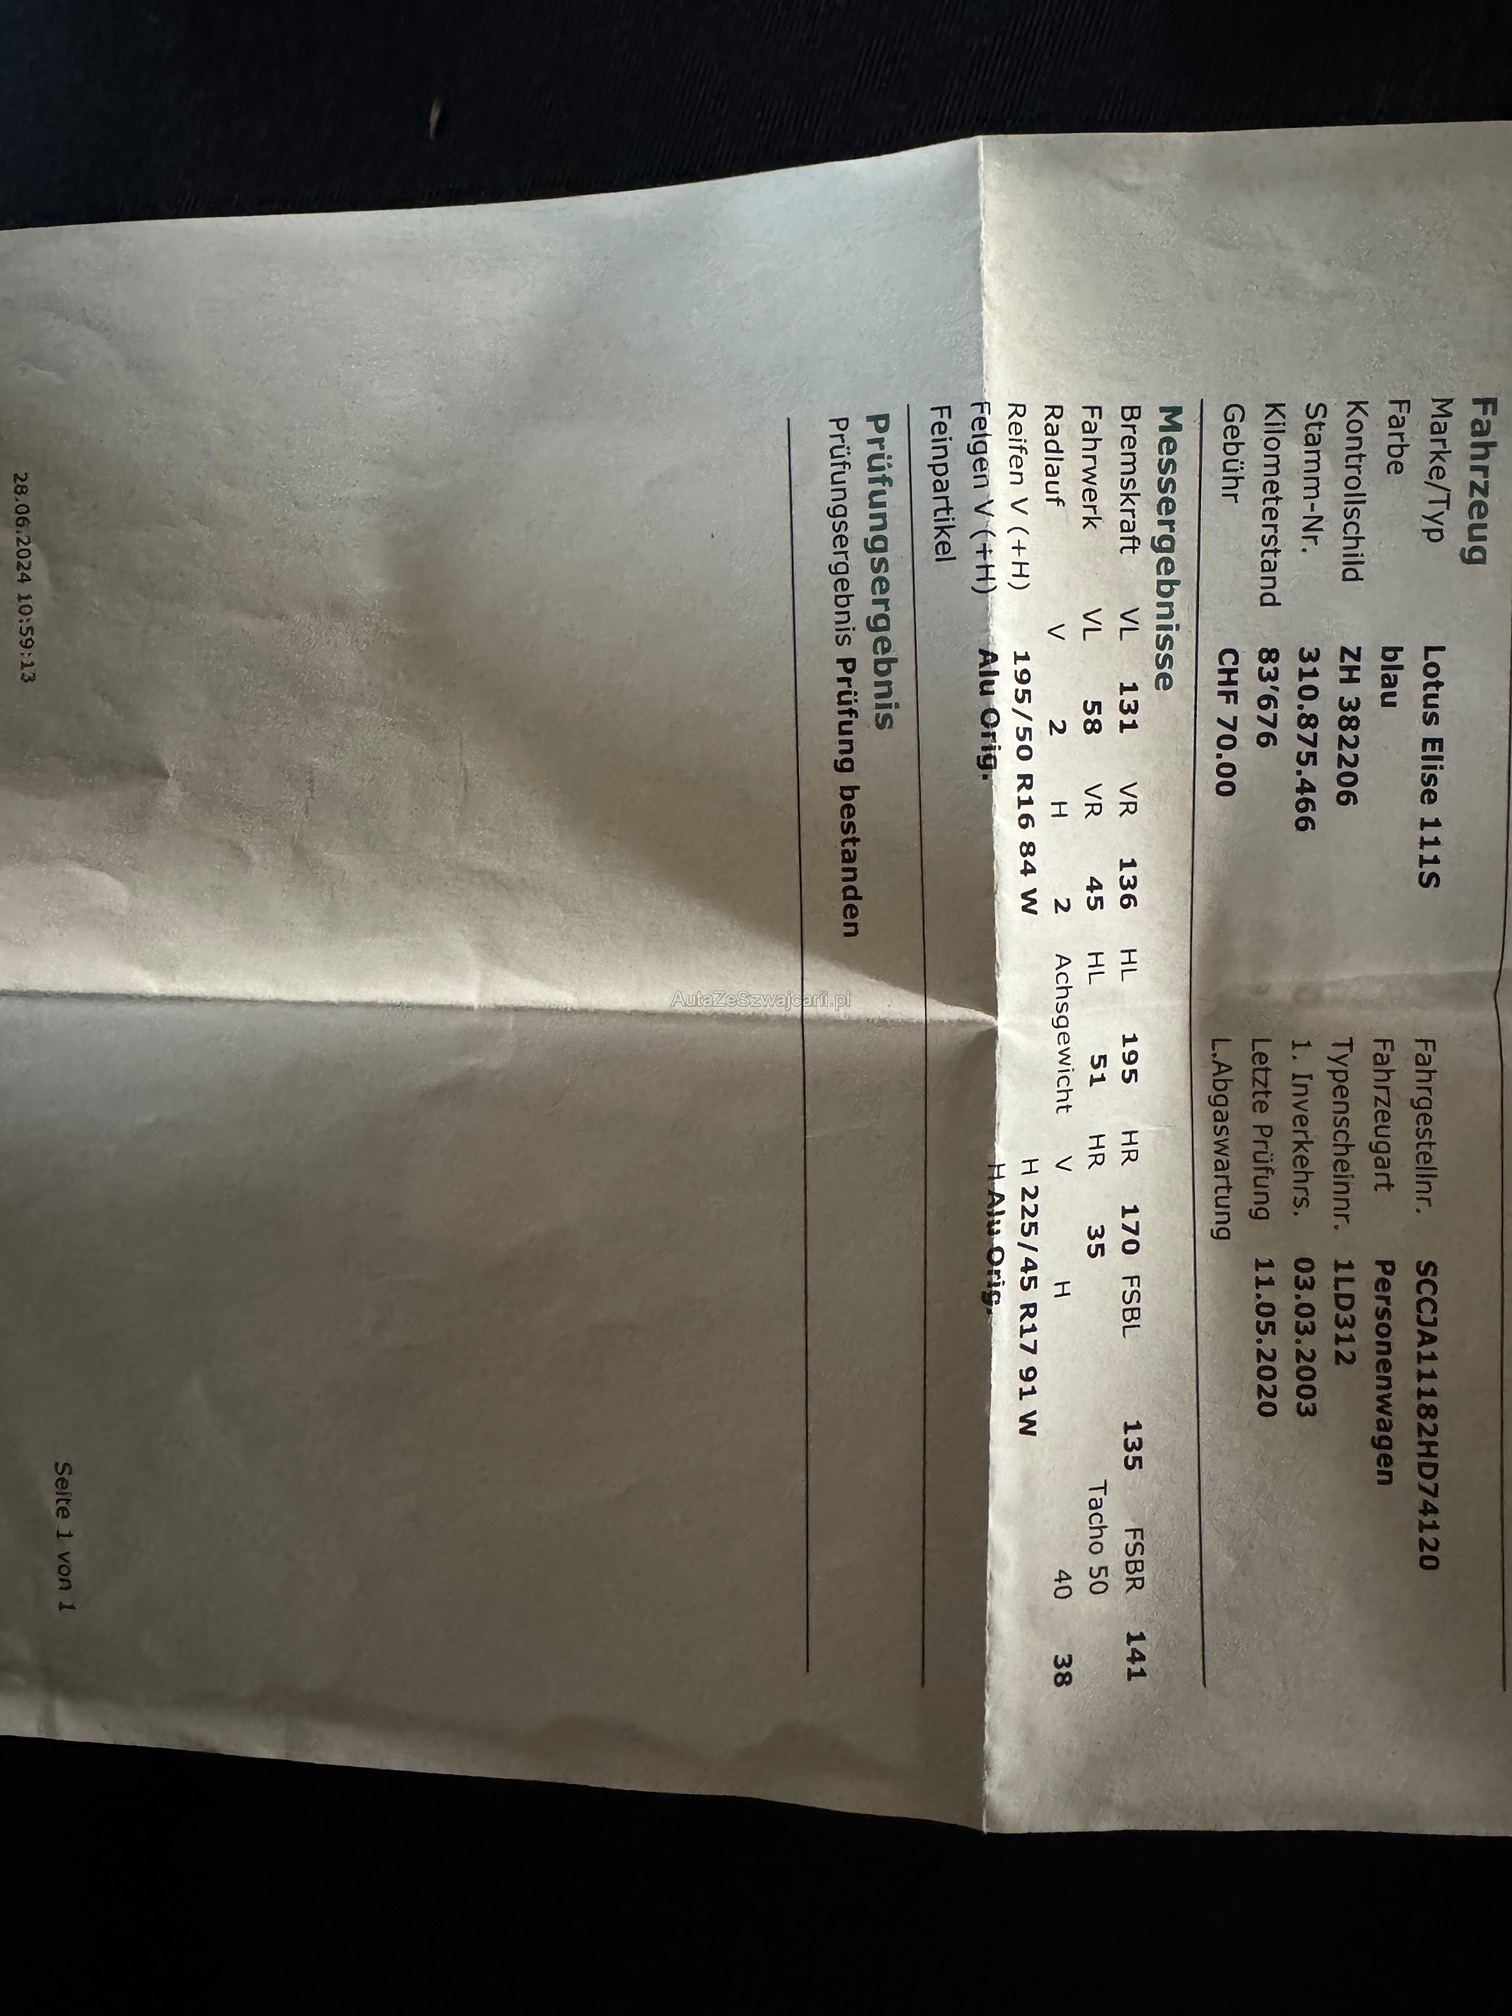 Fahrzeug
Marke/Typ Lotus Elise 111S Fahrgestellnr. SCCJA11182HD74120
Farbe blau Fahrzeugart Personenwagen
Kontrollschild ZH 382206 Typenscheinnr. 1LD312
Stamm-Nr. 310.875.466 1. Inverkehrs. 03.03.2003
Kilometerstand 83'676 Letzte Prüfung 11.05.2020
Gebühr CHF 70.00 L.Abgaswartung
Messergebnisse
Bremskraft VL 131 VR 136 HL 195 HR 170 FSBL 135 FSBR 141
Fahrwerk VL 58 VR 45 HL 51 HR 35 Tacho 50
Radlauf V 2 H 2 Achsgewicht V H 40 38
Reifen V (+H) 195/50 R16 84 W H 225/45 R17 91 W
Felgen V (+H) Alu Orig. H Alu Orig.
Feinpartikel
Prüfungsergebnis
Prüfungsergebnis Prüfung bestanden
AutaZeSzwajcarii.pl
28.06.2024 10:59:13 Seite 1 von 1